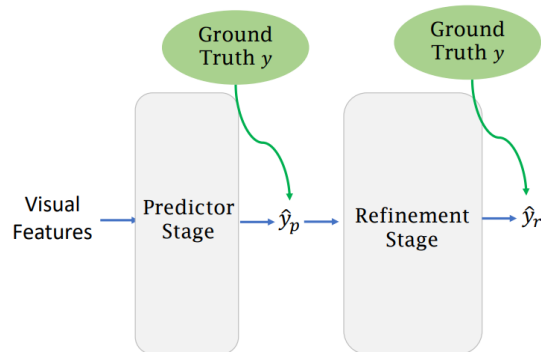 Ground
Truth y
Ground
Truth y
Visual
Features
Predictor
Stage
ŷₚ
Refinement
Stage
ŷᵣ